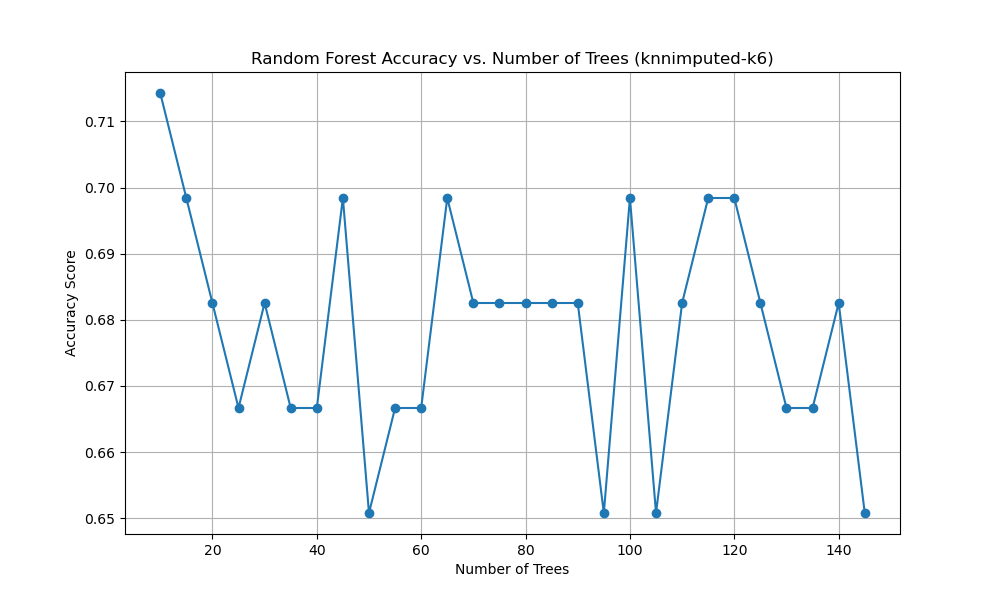 Random Forest Accuracy vs. Number of Trees (knnimputed-k6)
0.71
0.70
0.69
0.68
0.67
0.66
0.65
Accuracy Score
20 40 60 80 100 120 140
Number of Trees